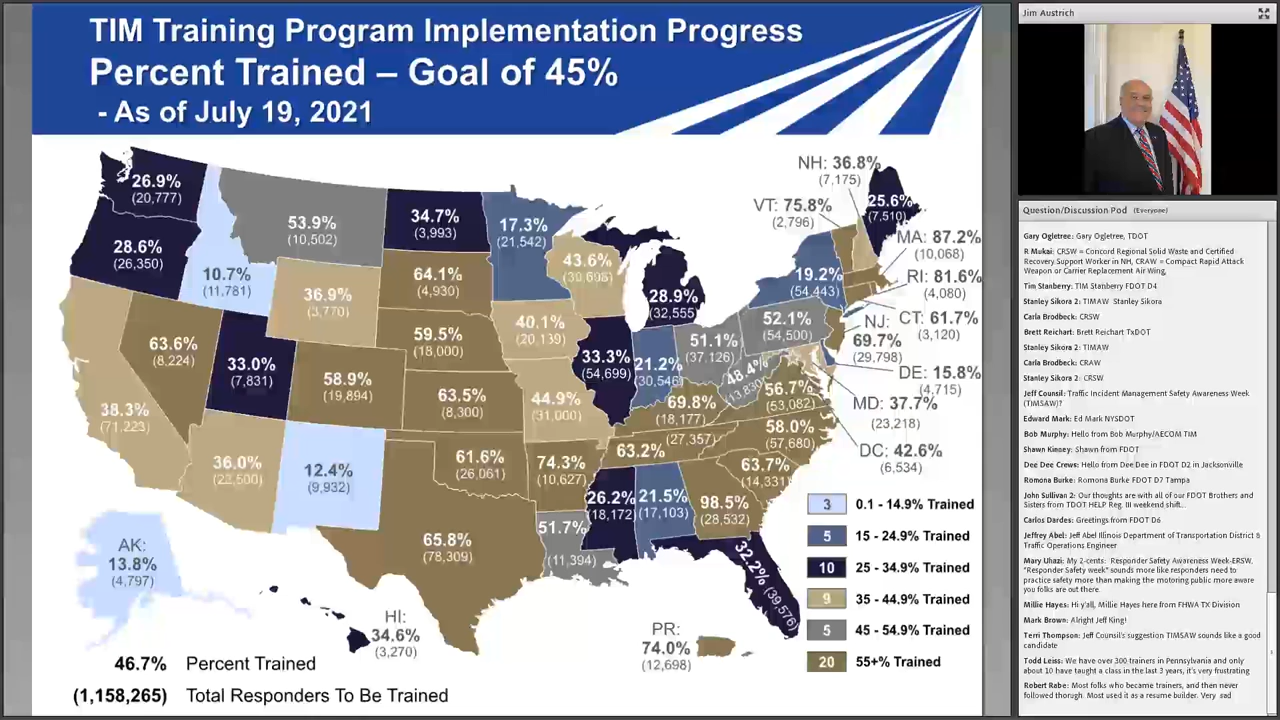 TIM Training Program Implementation Progress
Percent Trained – Goal of 45%
- As of July 19, 2021
26.9%
(20,777)
28.6%
(26,350)
10.7%
(11,781)
53.9%
(10,502)
36.9%
(3,770)
34.7%
(3,993)
64.1%
(4,930)
59.5%
(18,000)
63.5%
(8,300)
17.3%
(21,542)
43.6%
40.1%
(20,139)
44.9%
(31,000)
63.6%
(8,224)
33.0%
(7,831)
58.9%
(19,894)
38.3%
(71,223)
36.0%
12.4%
(9,932)
61.6%
(26,061)
65.8%
(78,309)
74.3%
(10,627)
51.7%
(11,394)
26.2%
(18,172)
21.5%
(17,103)
98.5%
(28,532)
32.2% (39,576)
63.7%
(14,331)
58.0%
(57,680)
63.2% (27,357)
69.8%
(18,177)
56.7%
(53,082)
48.4%
33.3%
(54,699)
21.2%
(30,546)
51.1%
(37,126)
28.9%
(32,555)
52.1%
(54,500)
19.2%
(54,443)
25.6%
(7,510)
NH: 36.8%
(7,175)
VT: 75.8%
(2,796)
MA: 87.2%
(10,068)
RI: 81.6%
(4,080)
CT: 61.7%
(3,120)
NJ:
69.7%
(29,798)
DE: 15.8%
(4,715)
MD: 37.7%
(23,218)
DC: 42.6%
(6,534)
AK:
13.8%
(4,797)
HI:
34.6%
(3,270)
PR:
74.0%
(12,698)
3 0.1 - 14.9% Trained
5 15 - 24.9% Trained
10 25 - 34.9% Trained
9 35 - 44.9% Trained
5 45 - 54.9% Trained
20 55+% Trained
46.7% Percent Trained
(1,158,265) Total Responders To Be Trained
Jim Austrich
Question/Discussion Pod (Everyone)
Gary Ogletree: Gary Ogletree, TDOT
R Mukai: CRSW = Concord Regional Solid Waste and Certified
Recovery Support Worker in NH, CRAW = Compact Rapid Attack
Weapon or Carrier Replacement Air Wing,
Tim Stanberry: TIM Stanberry FDOT D4
Stanley Sikora 2: TIMAW Stanley Sikora
Carla Brodbeck: CRSW
Brett Reichart: Brett Reichart TxDOT
Stanley Sikora 2: TIMAW
Carla Brodbeck: CRAW
Stanley Sikora 2: CRSW
Jeff Counsil: Traffic Incident Management Safety Awareness Week
(TIMSAW)?
Edward Mark: Ed Mark NYSDOT
Bob Murphy: Hello from Bob Murphy/AECOM TIM
Shawn Kinney: Shawn from FDOT
Dee Dee Crews: Hello from Dee Dee in FDOT D2 in Jacksonville
Romona Burke: Romona Burke FDOT D7 Tampa
John Sullivan 2: Our thoughts are with all of our FDOT Brothers and
Sisters from TDOT HELP Reg. III weekend shift...
Carlos Dardes: Greetings from FDOT D6
Jeffrey Abel: Jeff Abel Illinois Department of Transportation District 8
Traffic Operations Engineer
Mary Uhazi: My 2-cents: Responder Safety Awareness Week-ERSW,
"Responder Safety week" sounds more like responders need to
practice safety more than making the motoring public more aware
you folks are out there.
Millie Hayes: Hi y'all, Millie Hayes here from FHWA TX Division
Mark Brown: Alright Jeff King!
Terri Thompson: Jeff Counsil's suggestion TIMSAW sounds like a good
candidate
Todd Leiss: We have over 300 trainers in Pennsylvania and only
about 10 have taught a class in the last 3 years, it's very frustrating
Robert Rabe: Most folks who became trainers, and then never
followed thorugh. Most used it as a resume builder. Very sad